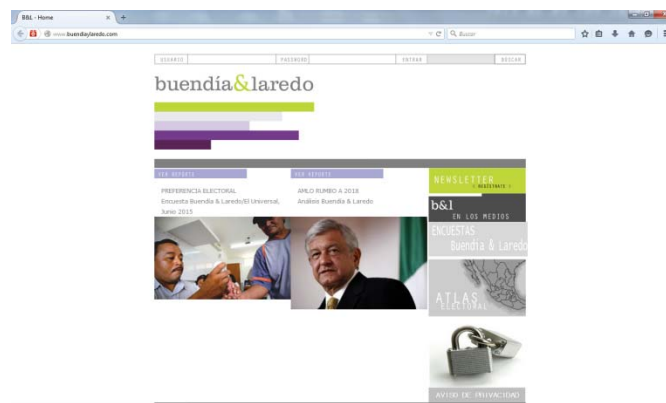 B&L - Home
www.buendiaylaredo.com
Buscar
USUARIO
PASSWORD
ENTRAR
BUSCAR
buendía&laredo
VER REPORTE
VER REPORTE
PREFERENCIA ELECTORAL
Encuesta Buendía & Laredo/El Universal,
Junio 2015
AMLO RUMBO A 2018
Análisis Buendía & Laredo
NEWSLETTER
( REGÍSTRATE )
b&l
EN LOS MEDIOS
ENCUESTAS
Buendía & Laredo
ATLAS
ELECTORAL
AVISO DE PRIVACIDAD